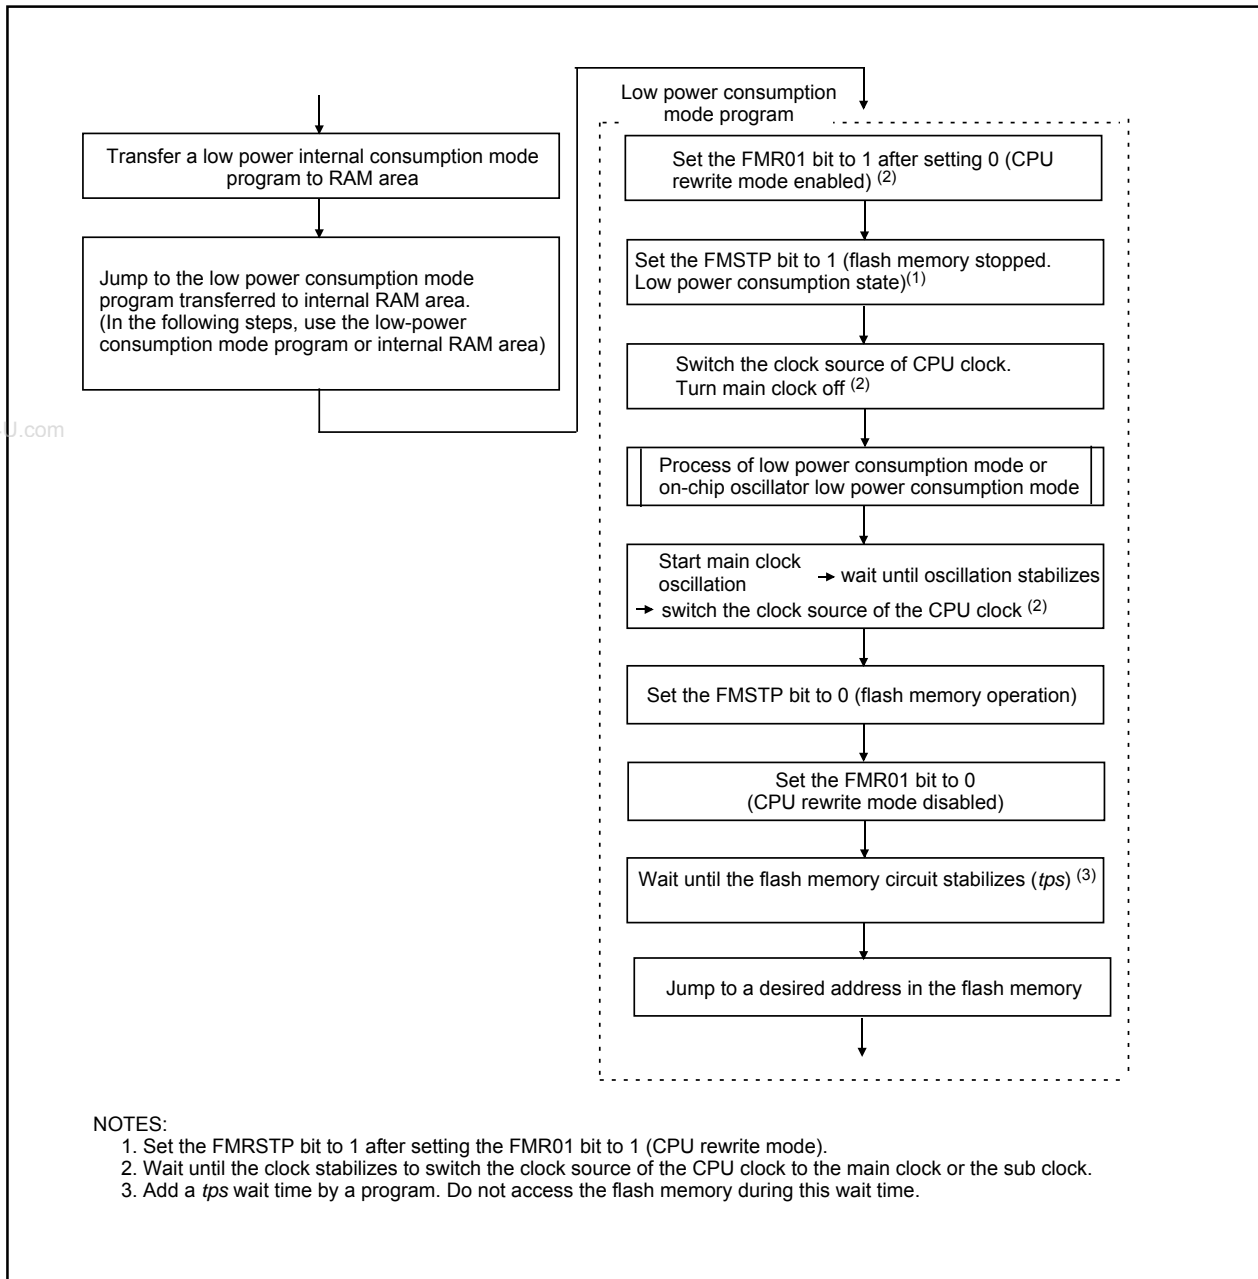 Transfer a low power internal consumption mode
program to RAM area
Jump to the low power consumption mode
program transferred to internal RAM area.
(In the following steps, use the low-power
consumption mode program or internal RAM area)
U.com
Low power consumption
mode program
Set the FMR01 bit to 1 after setting 0 (CPU
rewrite mode enabled) (2)
Set the FMSTP bit to 1 (flash memory stopped.
Low power consumption state)(1)
Switch the clock source of CPU clock.
Turn main clock off (2)
Process of low power consumption mode or
on-chip oscillator low power consumption mode
Start main clock
oscillation → wait until oscillation stabilizes
→ switch the clock source of the CPU clock (2)
Set the FMSTP bit to 0 (flash memory operation)
Set the FMR01 bit to 0
(CPU rewrite mode disabled)
Wait until the flash memory circuit stabilizes (tps) (3)
Jump to a desired address in the flash memory
NOTES:
1. Set the FMRSTP bit to 1 after setting the FMR01 bit to 1 (CPU rewrite mode).
2. Wait until the clock stabilizes to switch the clock source of the CPU clock to the main clock or the sub clock.
3. Add a tps wait time by a program. Do not access the flash memory during this wait time.